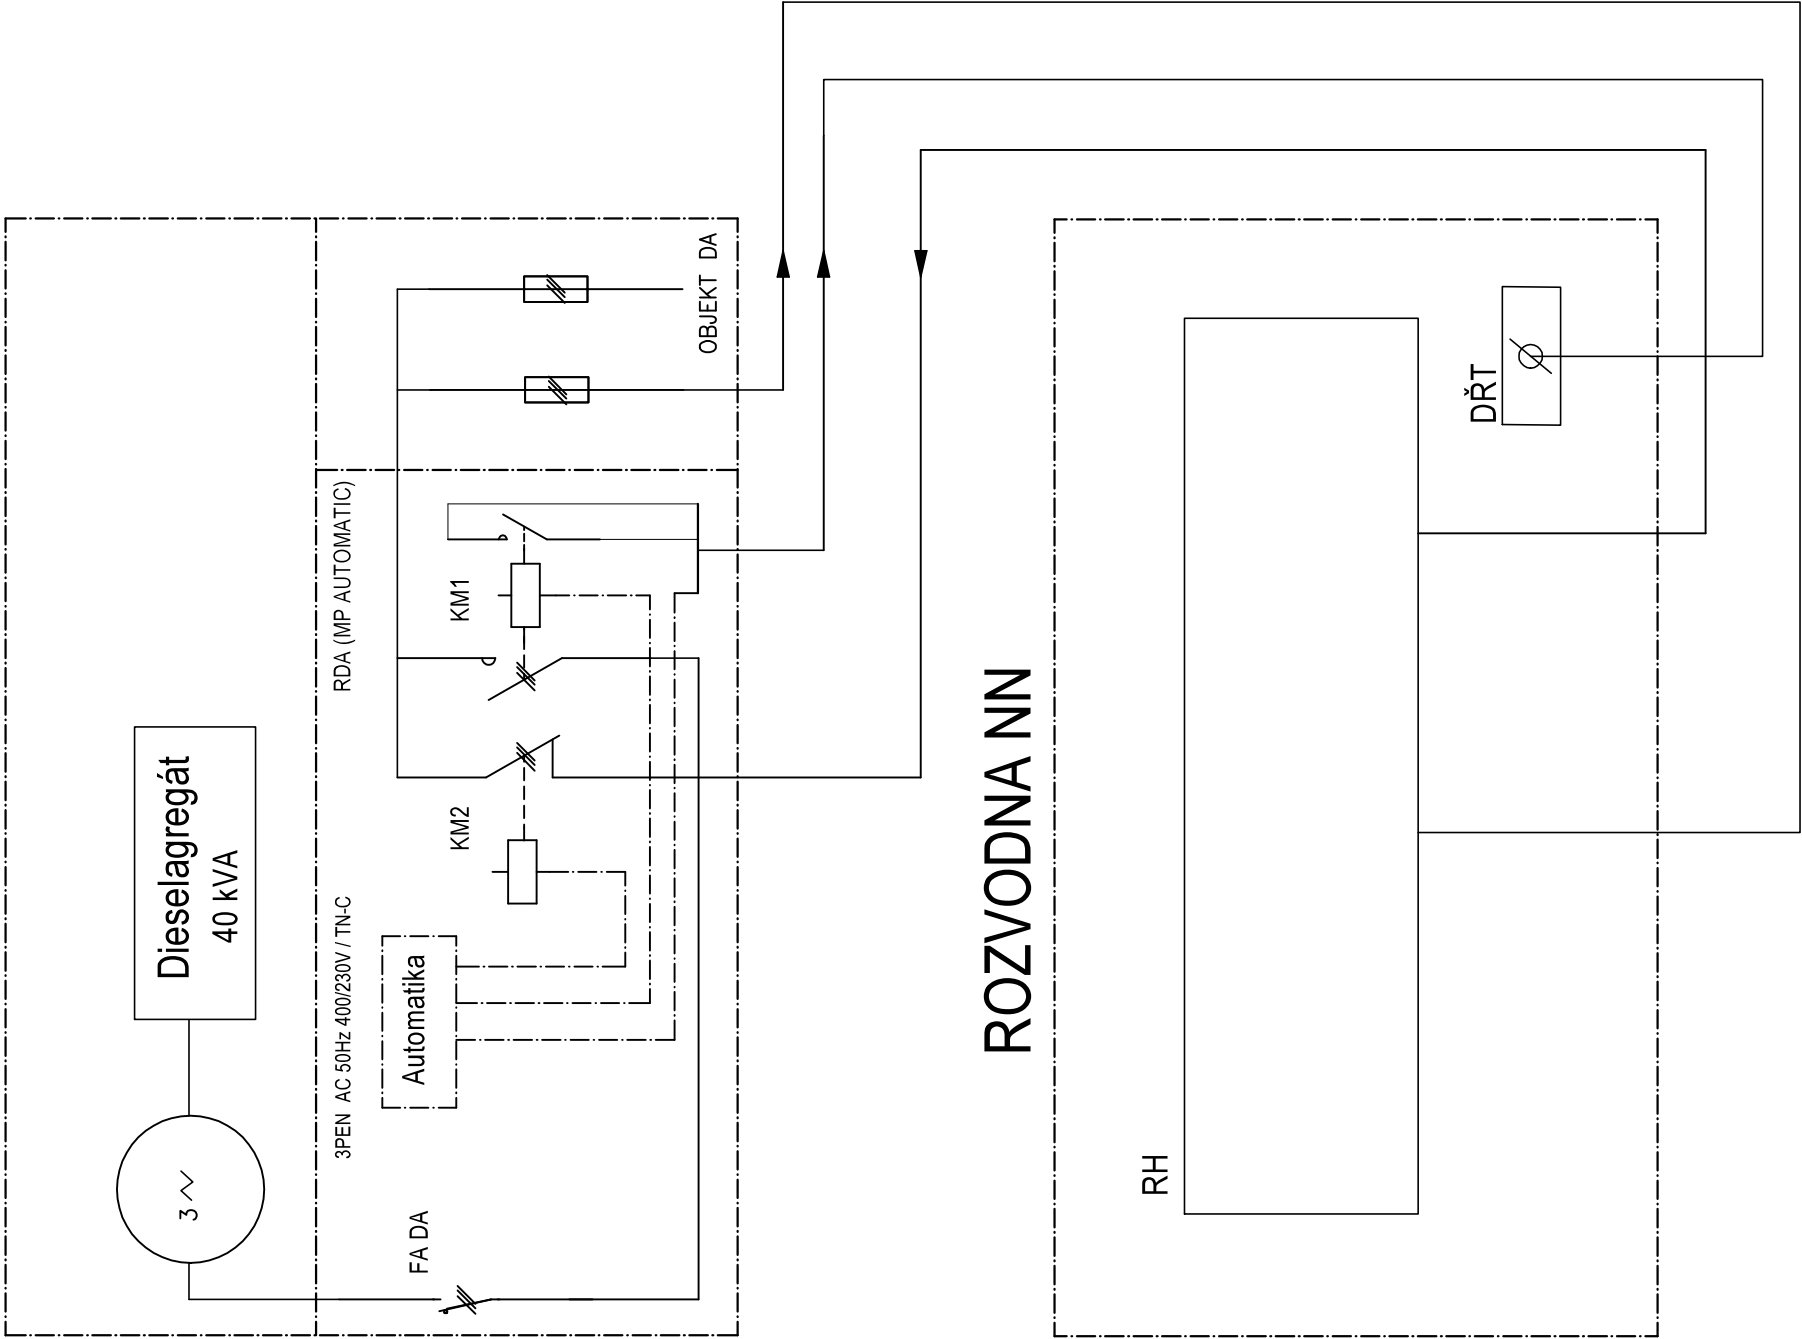 Dieselagregát
40 kVA
3
3PEN AC 50Hz 400/230V / TN-C
RDA (MP AUTOMATIC)
FA DA
Automatika
KM2
KM1
OBJEKT DA
ROZVODNA NN
RH
DŘT